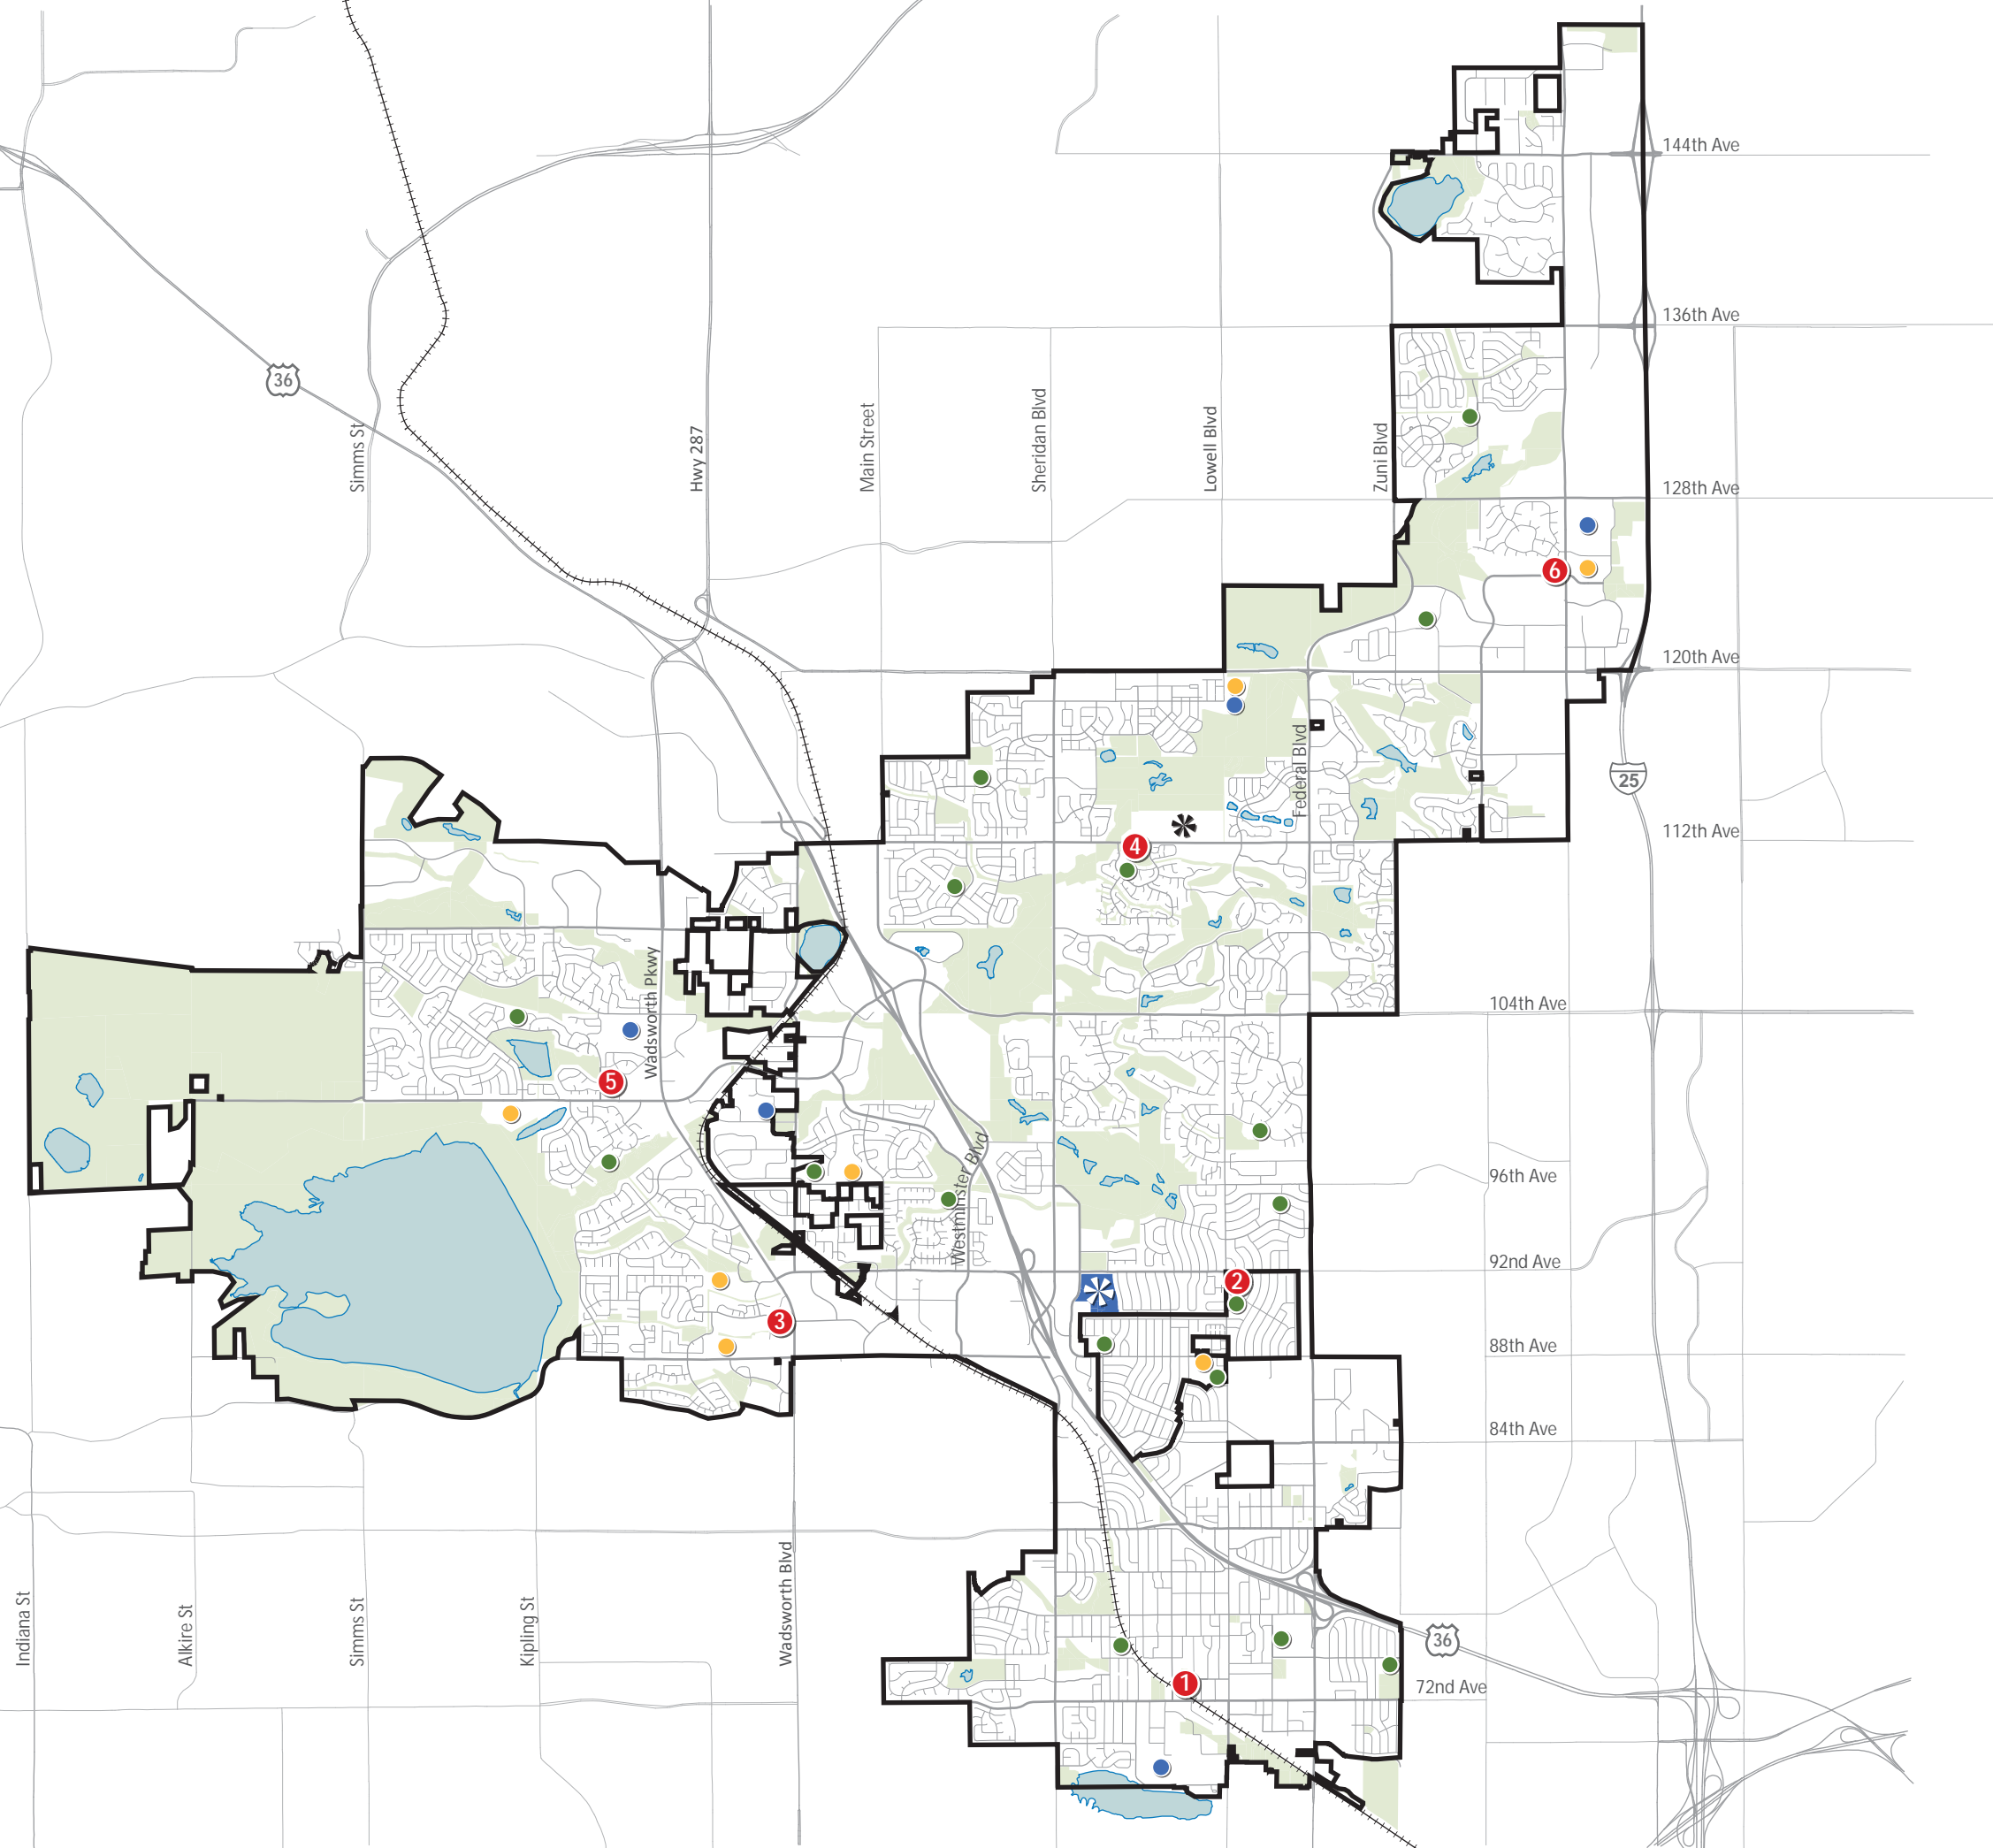 144th Ave
136th Ave
36
Simms St
Hwy 287
Main Street
Sheridan Blvd
Lowell Blvd
Zuni Blvd
128th Ave
6
120th Ave
Federal Blvd
25
4
112th Ave
Wadsworth Pkwy
104th Ave
5
Westminster Blvd
96th Ave
92nd Ave
2
3
88th Ave
84th Ave
Indiana St
Alkire St
Simms St
Kipling St
Wadsworth Blvd
36
1
72nd Ave